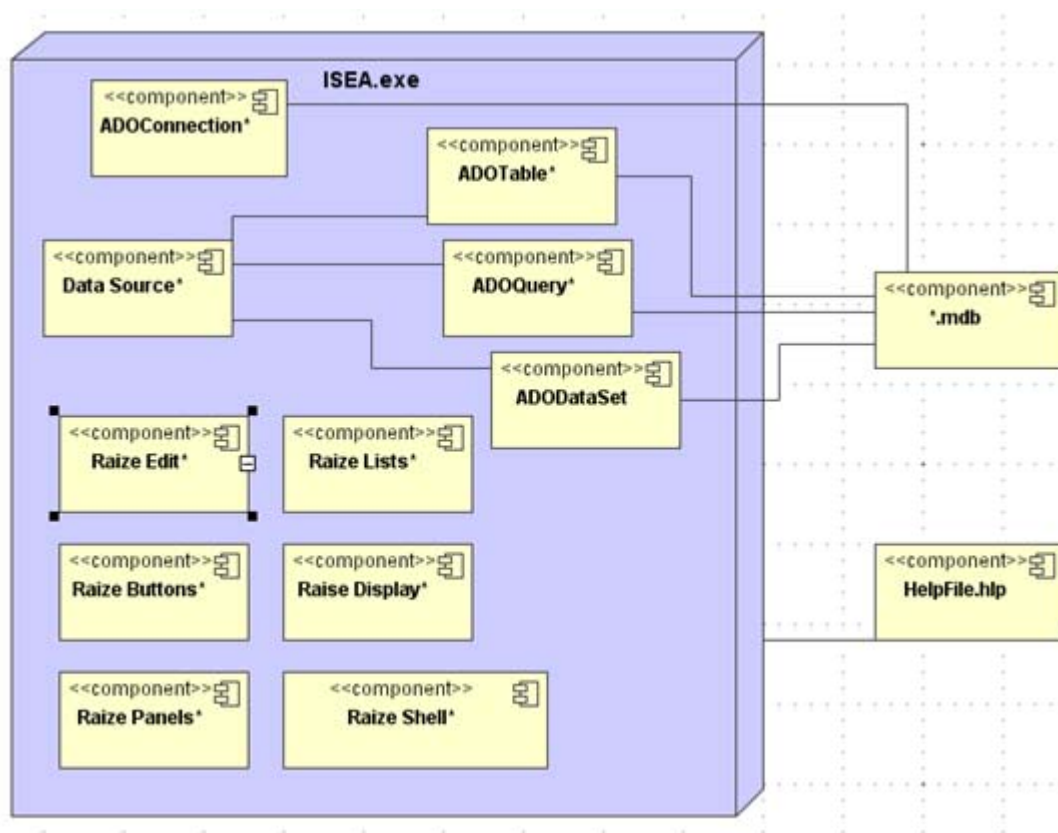 ISEA.exe
<<component>>
ADOConnection*
<<component>>
ADOTable*
<<component>>
Data Source*
<<component>>
ADOQuery*
<<component>>
*.mdb
<<component>>
ADODataSet
<<component>>
Raize Edit*
<<component>>
Raize Lists*
<<component>>
Raize Buttons*
<<component>>
Raise Display*
<<component>>
HelpFile.hlp
<<component>>
Raize Panels*
<<component>>
Raize Shell*